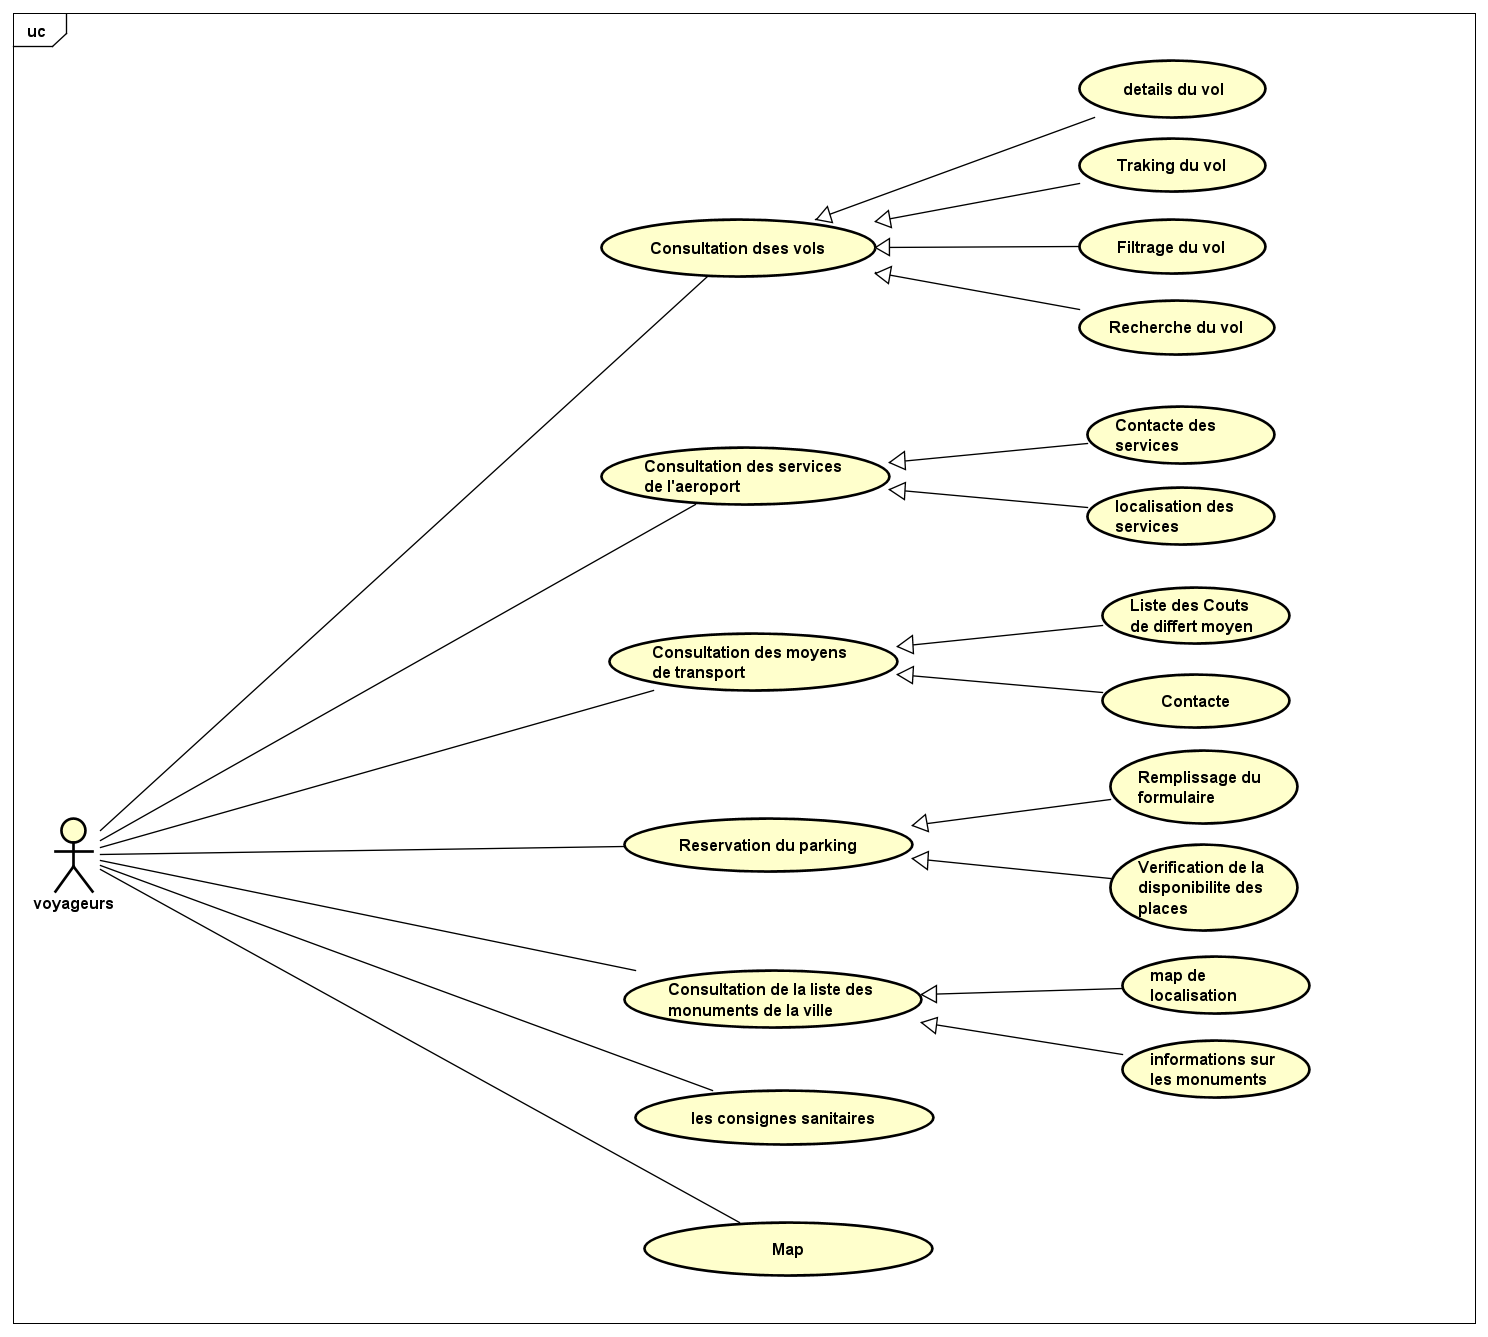 uc
details du vol
Traking du vol
Consultation dses vols
Filtrage du vol
Recherche du vol
Contacte des
services
Consultation des services
de l'aeroport
localisation des
services
Liste des Couts
de differt moyen
Consultation des moyens
de transport
Contacte
Remplissage du
formulaire
Reservation du parking
Verification de la
disponibilite des
places
voyageurs
map de
localisation
Consultation de la liste des
monuments de la ville
informations sur
les monuments
les consignes sanitaires
Map